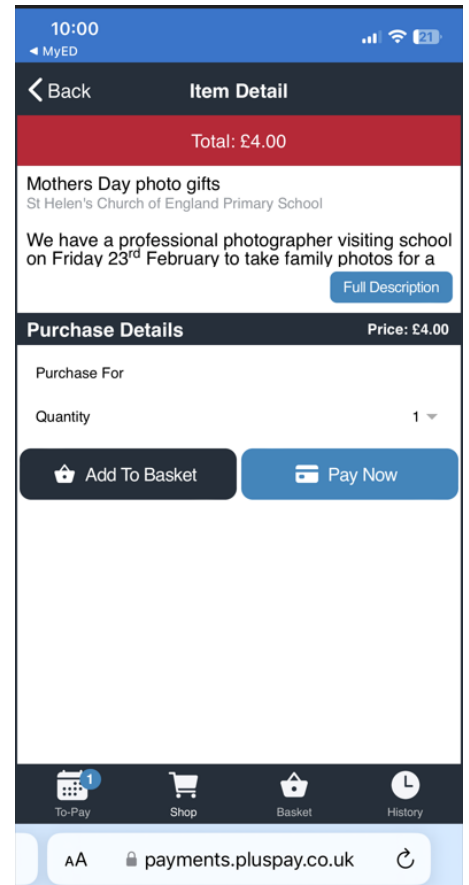 10:00
21
◀ MyED
Back
Item Detail
Total: £4.00
Mothers Day photo gifts
St Helen's Church of England Primary School
We have a professional photographer visiting school
on Friday 23rd February to take family photos for a
Full Description
Purchase Details
Price: £4.00
Purchase For
Quantity
1
Add To Basket
Pay Now
1
To-Pay
Shop
Basket
History
AA
payments.pluspay.co.uk